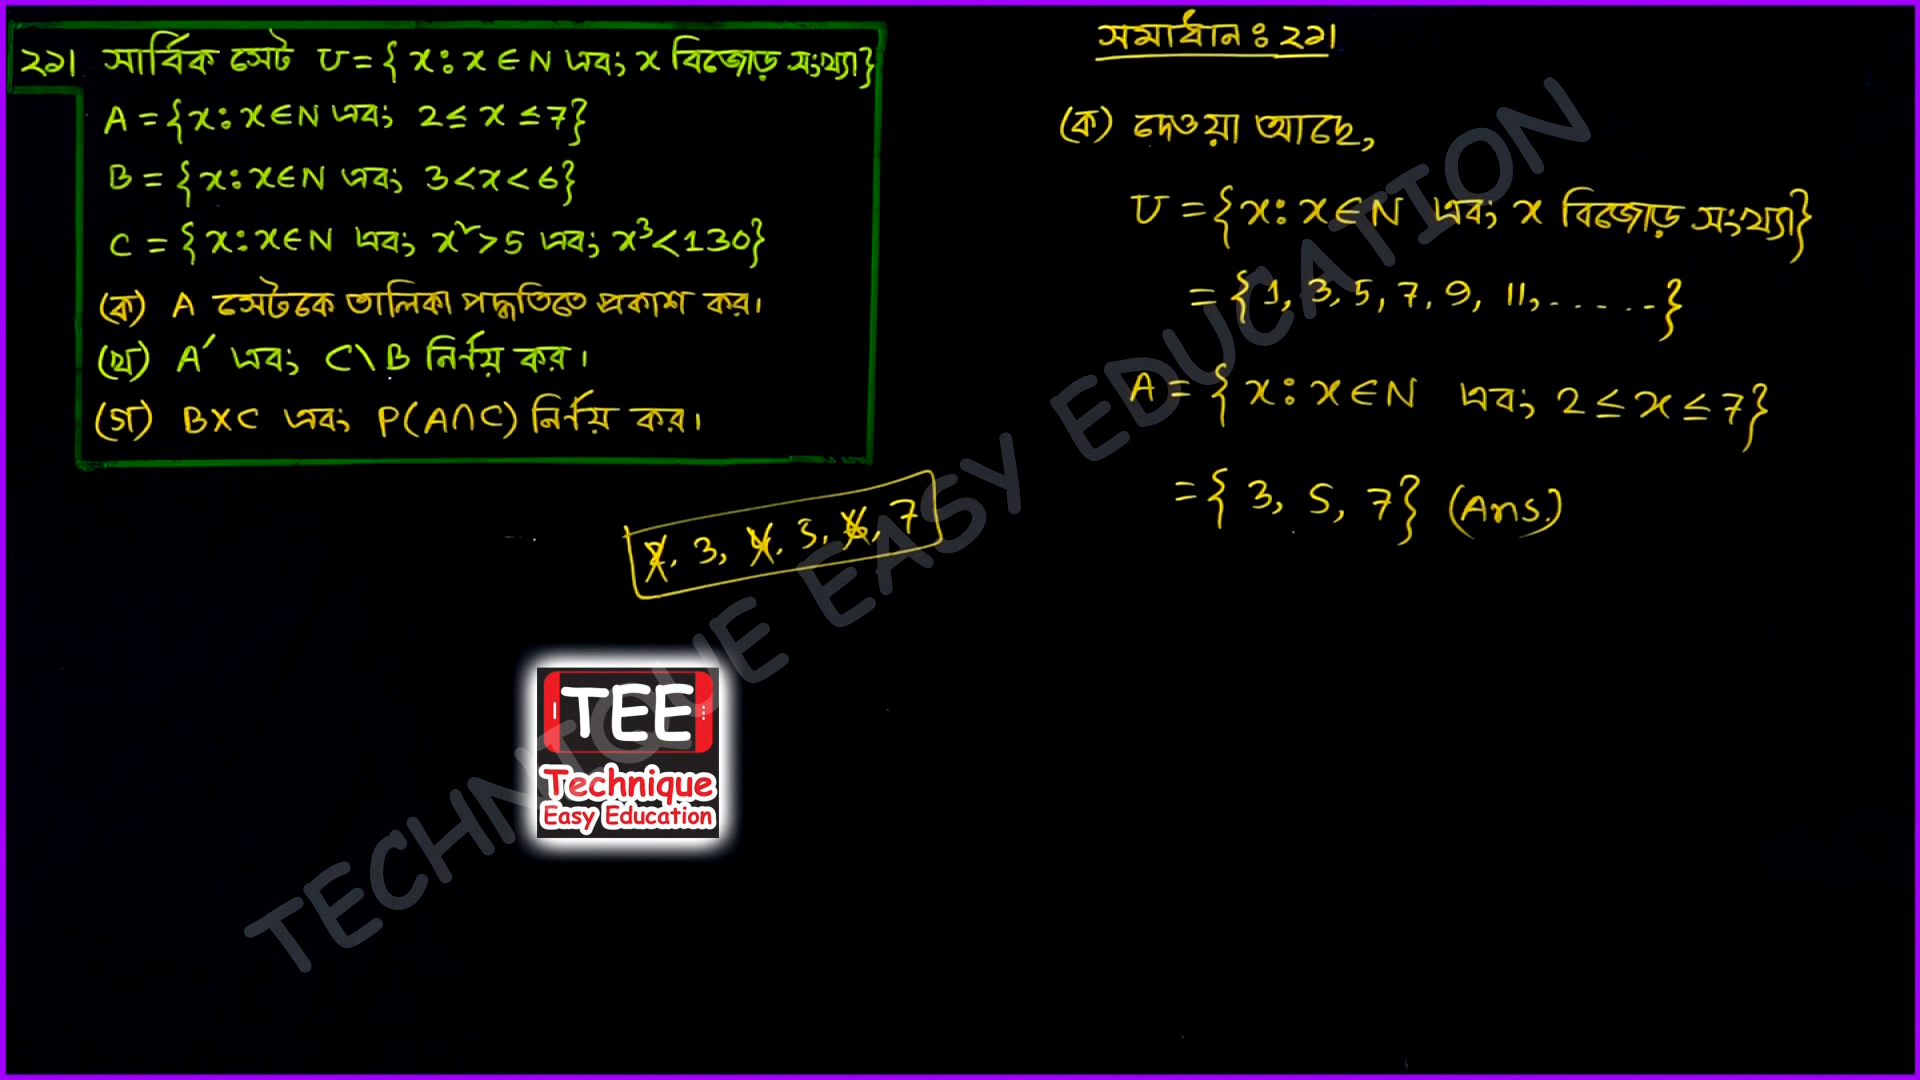 ২১। সার্বিক সেট U = { x : x ∈ N এবং x বিজোড় সংখ্যা}
A = {x : x ∈ N এবং 2 ≤ x ≤ 7}
B = {x : x ∈ N এবং 3 < x < 6}
C = {x : x ∈ N এবং x² > 5 এবং x³ < 130}
(ক) A সেটকে তালিকা পদ্ধতিতে প্রকাশ কর।
(খ) A′ এবং C \ B নির্ণয় কর।
(গ) B×C এবং P(A∩C) নির্ণয় কর।
2, 3, 4, 5, 6, 7
সমাধান : ২১।
(ক) দেওয়া আছে,
U = {x : x ∈ N এবং x বিজোড় সংখ্যা}
= {1, 3, 5, 7, 9, 11, ......}
A = {x : x ∈ N এবং 2 ≤ x ≤ 7}
= { 3, 5, 7} (Ans.)
TECHNIQUE EASY EDUCATION
TEE
Technique
Easy Education